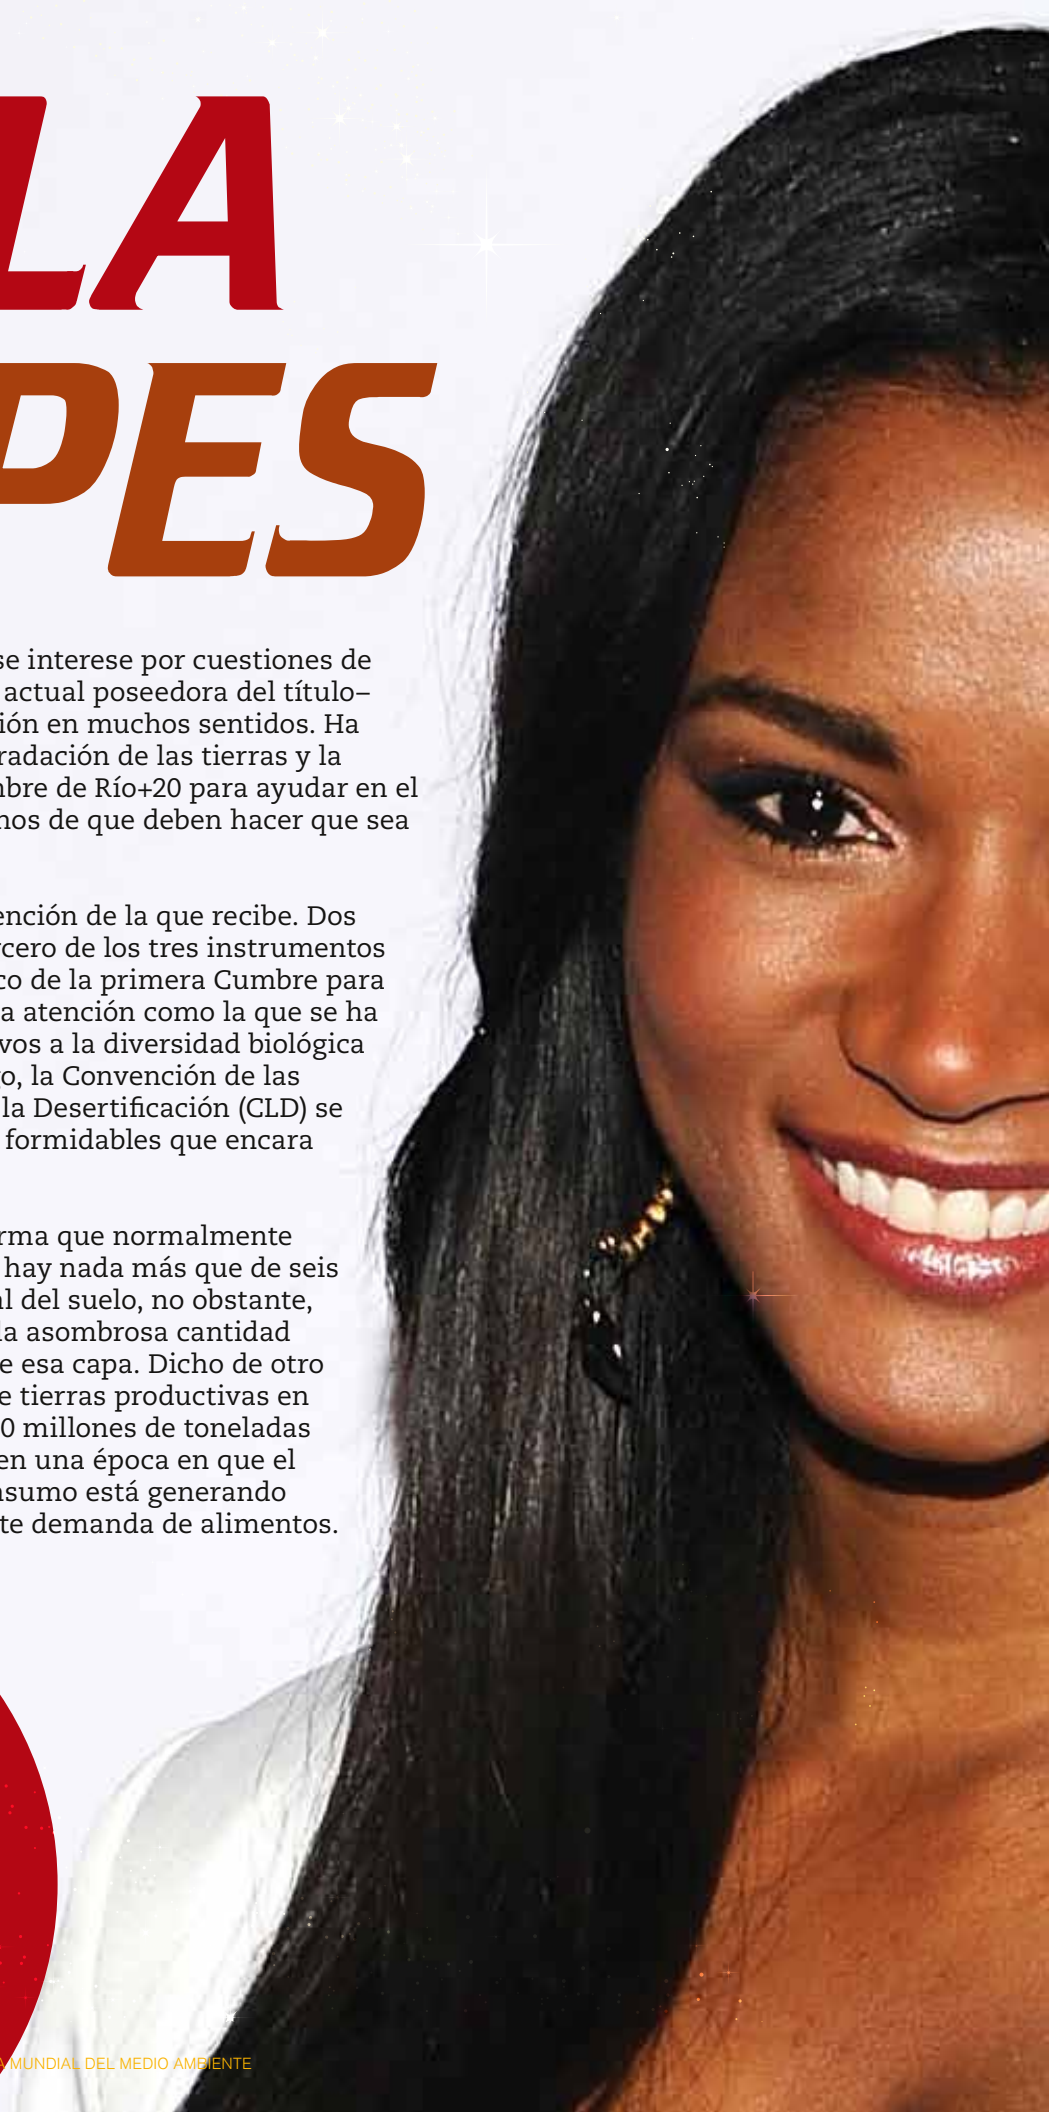 LA
PES
se interese por cuestiones de
actual poseedora del título–
ión en muchos sentidos. Ha
radación de las tierras y la
bre de Río+20 para ayudar en el
nos de que deben hacer que sea
ención de la que recibe. Dos
rcero de los tres instrumentos
co de la primera Cumbre para
a atención como la que se ha
vos a la diversidad biológica
o, la Convención de las
la Desertificación (CLD) se
formidables que encara
rma que normalmente
hay nada más que de seis
al del suelo, no obstante,
la asombrosa cantidad
e esa capa. Dicho de otro
e tierras productivas en
0 millones de toneladas
en una época en que el
nsumo está generando
te demanda de alimentos.
A MUNDIAL DEL MEDIO AMBIENTE